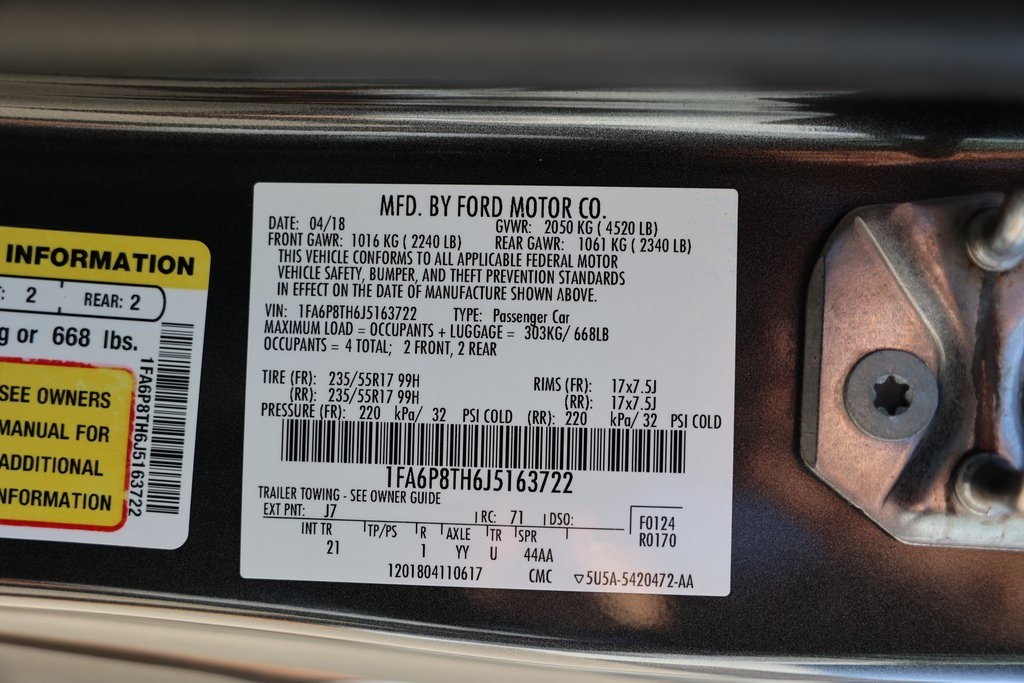 INFORMATION
: 2 REAR: 2
g or 668 lbs.
SEE OWNERS
MANUAL FOR
ADDITIONAL
INFORMATION
1FA6P8TH6J5163722
MFD. BY FORD MOTOR CO.
DATE: 04/18 GVWR: 2050 KG ( 4520 LB)
FRONT GAWR: 1016 KG ( 2240 LB) REAR GAWR: 1061 KG ( 2340 LB)
THIS VEHICLE CONFORMS TO ALL APPLICABLE FEDERAL MOTOR
VEHICLE SAFETY, BUMPER, AND THEFT PREVENTION STANDARDS
IN EFFECT ON THE DATE OF MANUFACTURE SHOWN ABOVE.
VIN: 1FA6P8TH6J5163722 TYPE: Passenger Car
MAXIMUM LOAD = OCCUPANTS + LUGGAGE = 303KG/ 668LB
OCCUPANTS = 4 TOTAL; 2 FRONT, 2 REAR
TIRE (FR): 235/55R17 99H RIMS (FR): 17x7.5J
(RR): 235/55R17 99H (RR): 17x7.5J
PRESSURE (FR): 220 kPa/ 32 PSI COLD (RR): 220 kPa/ 32 PSI COLD
1FA6P8TH6J5163722
TRAILER TOWING - SEE OWNER GUIDE
EXT PNT: J7 RC: 71 DSO: F0124
INT TR TP/PS R AXLE TR SPR R0170
21 1 YY U 44AA
1201804110617 CMC ▽5U5A-5420472-AA